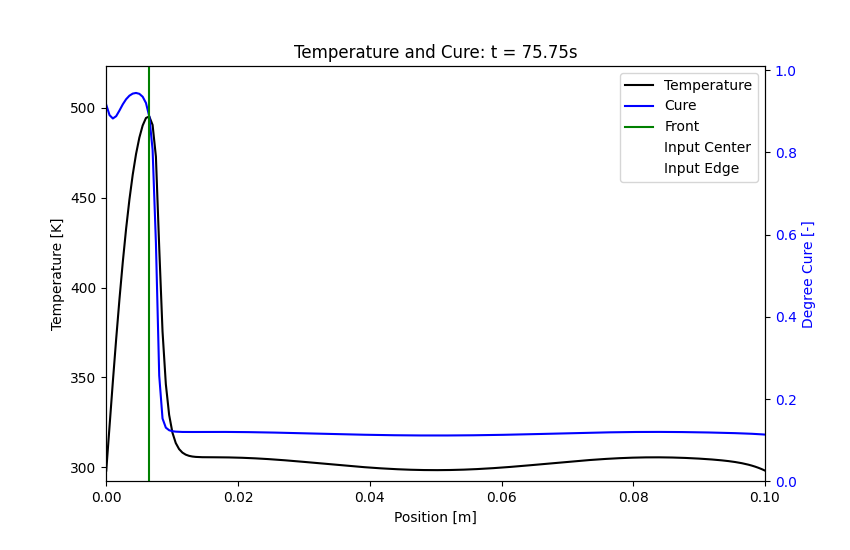 Temperature and Cure: t = 75.75s
Temperature [K]
500
450
400
350
300
Temperature
Cure
Front
Input Center
Input Edge
1.0
0.8
0.6
0.4
0.2
0.0
Degree Cure [-]
0.00
0.02
0.04
0.06
0.08
0.10
Position [m]